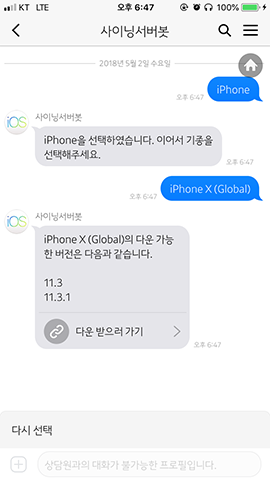 KT LTE 오후 6:47 100%
사이닝서버봇
2018년 5월 2일 수요일
iPhone
오후 6:47
사이닝서버봇
iOS
iPhone을 선택하였습니다. 이어서 기종을
선택해주세요.
오후 6:47
iPhone X (Global)
오후 6:47
사이닝서버봇
iOS
iPhone X (Global)의 다운 가능
한 버전은 다음과 같습니다.
11.3
11.3.1
다운 받으러 가기
오후 6:47
다시 선택
상담원과의 대화가 불가능한 프로필입니다.